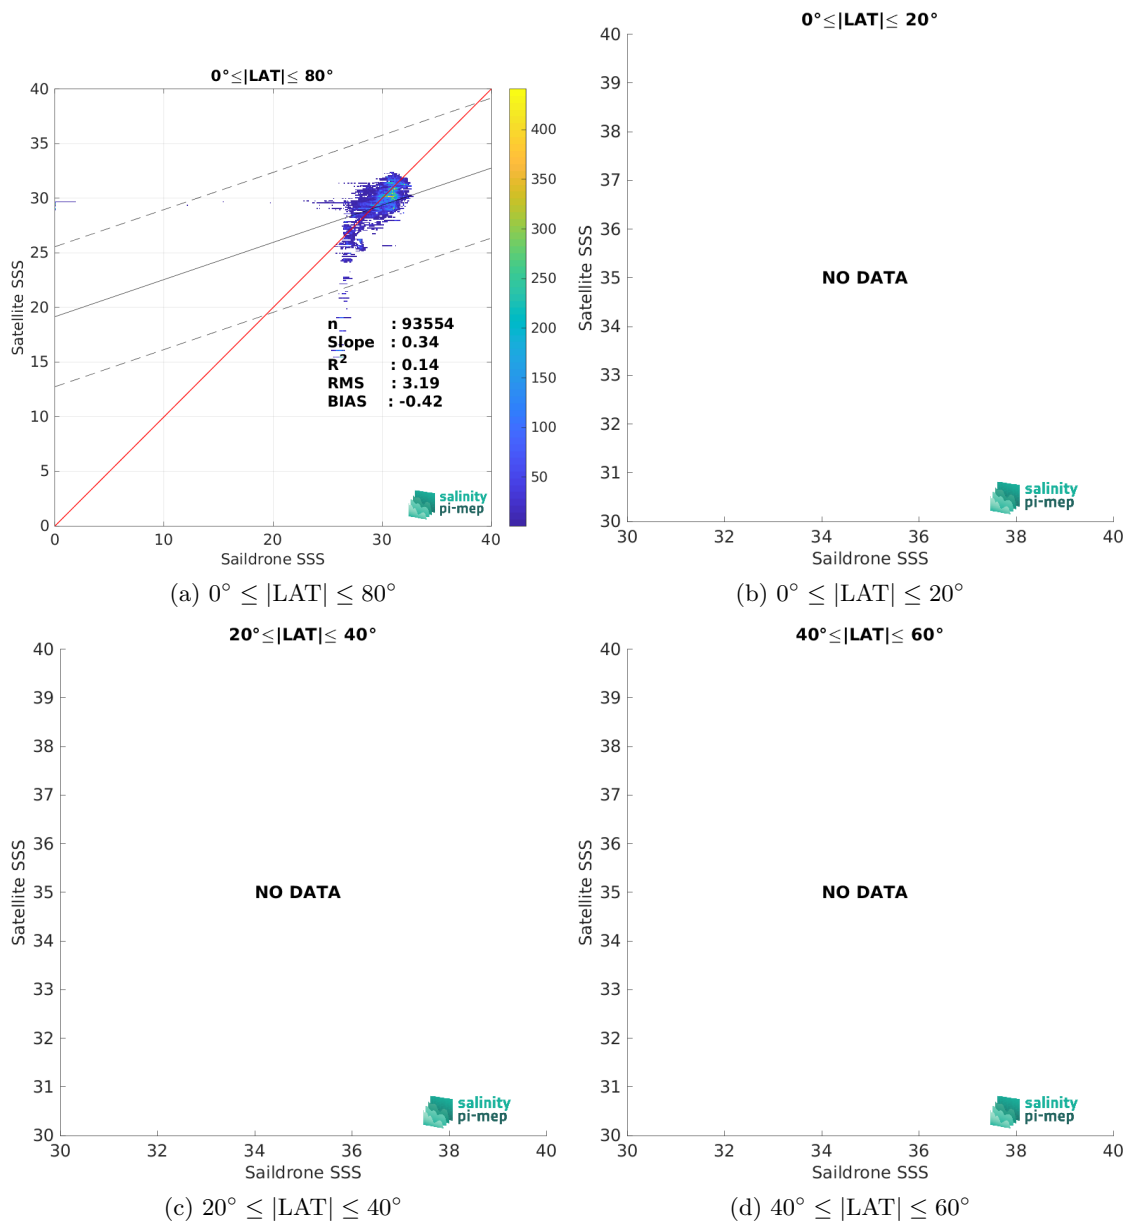 0°≤|LAT|≤ 80°
40
35
30
25
20
15
10
5
0
0
10
20
30
40
Satellite SSS
Saildrone SSS
n : 93554
Slope : 0.34
R² : 0.14
RMS : 3.19
BIAS : -0.42
400
350
300
250
200
150
100
50
salinity
pi-mep
(a) 0° ≤ |LAT| ≤ 80°
0°≤|LAT|≤ 20°
40
39
38
37
36
35
34
33
32
31
30
30
32
34
36
38
40
Satellite SSS
NO DATA
Saildrone SSS
salinity
pi-mep
(b) 0° ≤ |LAT| ≤ 20°
20°≤|LAT|≤ 40°
40
39
38
37
36
35
34
33
32
31
30
30
32
34
36
38
40
Satellite SSS
NO DATA
Saildrone SSS
salinity
pi-mep
(c) 20° ≤ |LAT| ≤ 40°
40°≤|LAT|≤ 60°
40
39
38
37
36
35
34
33
32
31
30
30
32
34
36
38
40
Satellite SSS
NO DATA
Saildrone SSS
salinity
pi-mep
(d) 40° ≤ |LAT| ≤ 60°